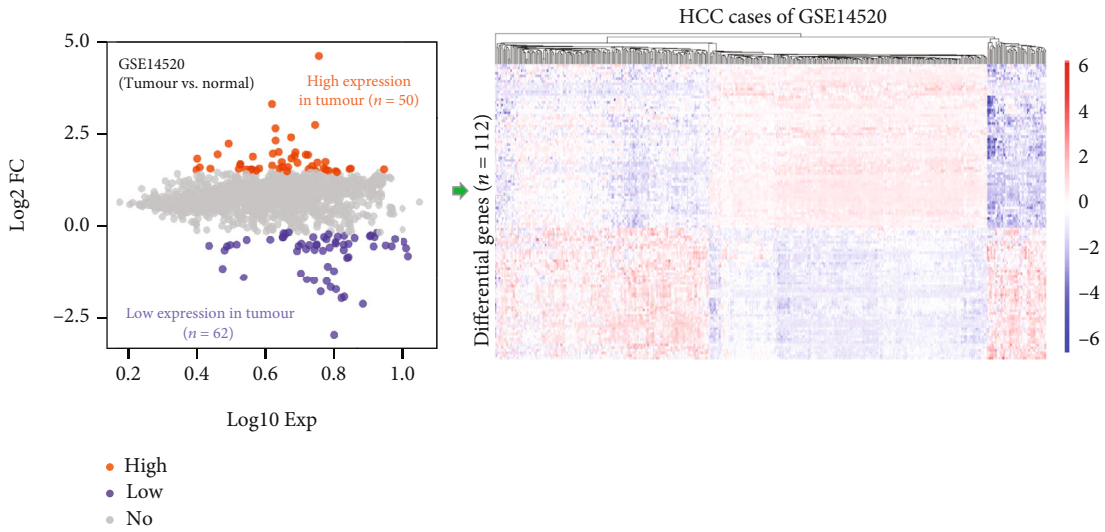 HCC cases of GSE14520
GSE14520
(Tumour vs. normal)
High expression
in tumour (n = 50)
Low expression in tumour
(n = 62)
Log2 FC
5.0
2.5
0.0
−2.5
0.2
0.4
0.6
0.8
1.0
Log10 Exp
High
Low
No
Differential genes (n = 112)
6
4
2
0
−2
−4
−6